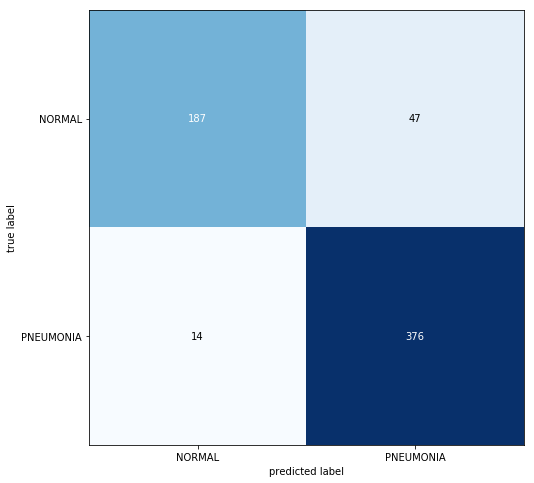 true label
NORMAL
187
47
PNEUMONIA
14
376
NORMAL
PNEUMONIA
predicted label